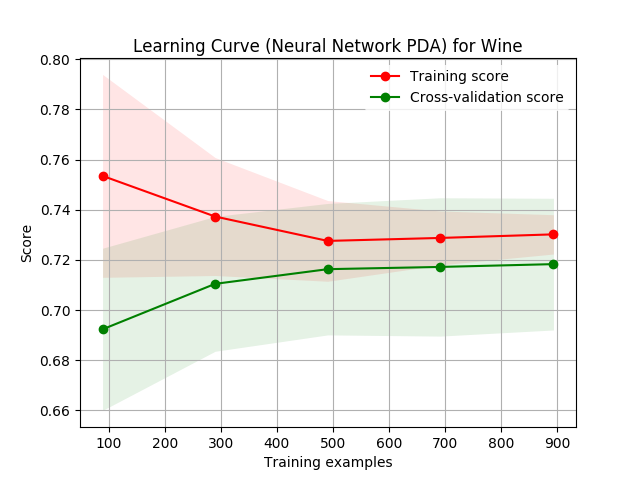 Learning Curve (Neural Network PDA) for Wine
Training score
Cross-validation score
Score
0.80
0.78
0.76
0.74
0.72
0.70
0.68
0.66
100 200 300 400 500 600 700 800 900
Training examples